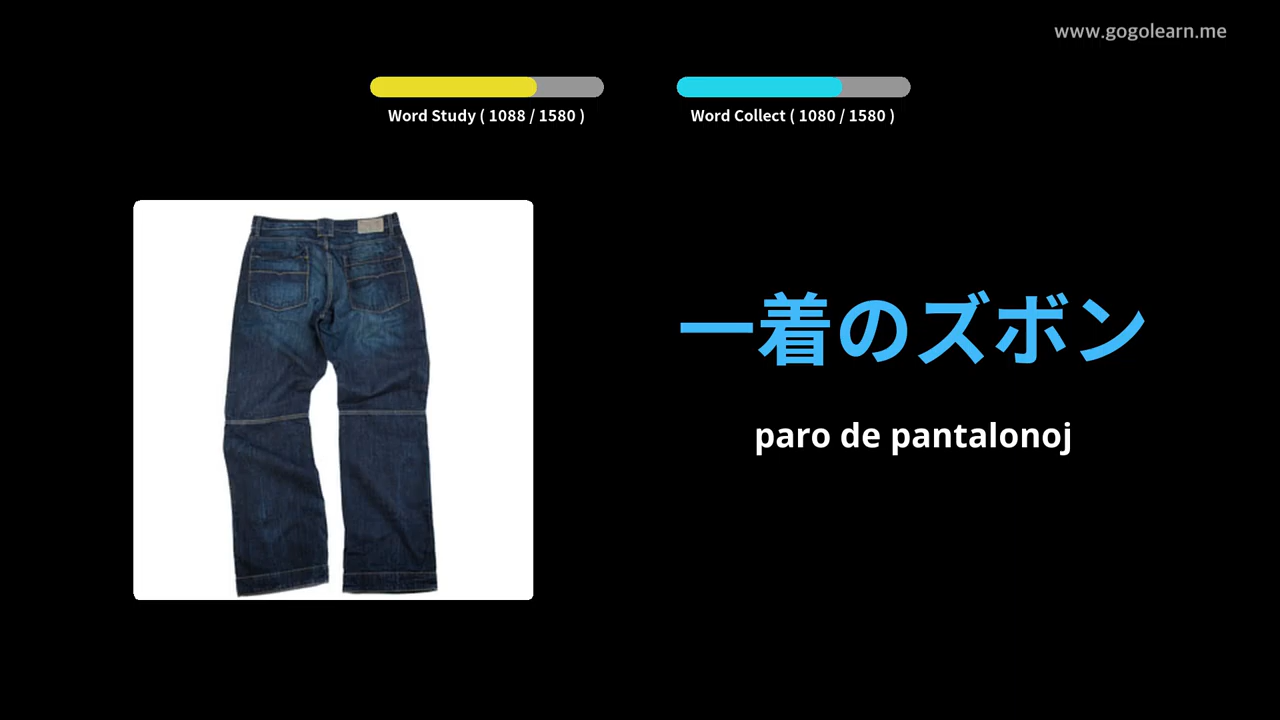 www.gogolearn.me
Word Study ( 1088 / 1580 )
Word Collect ( 1080 / 1580 )
一着のズボン
paro de pantalonoj